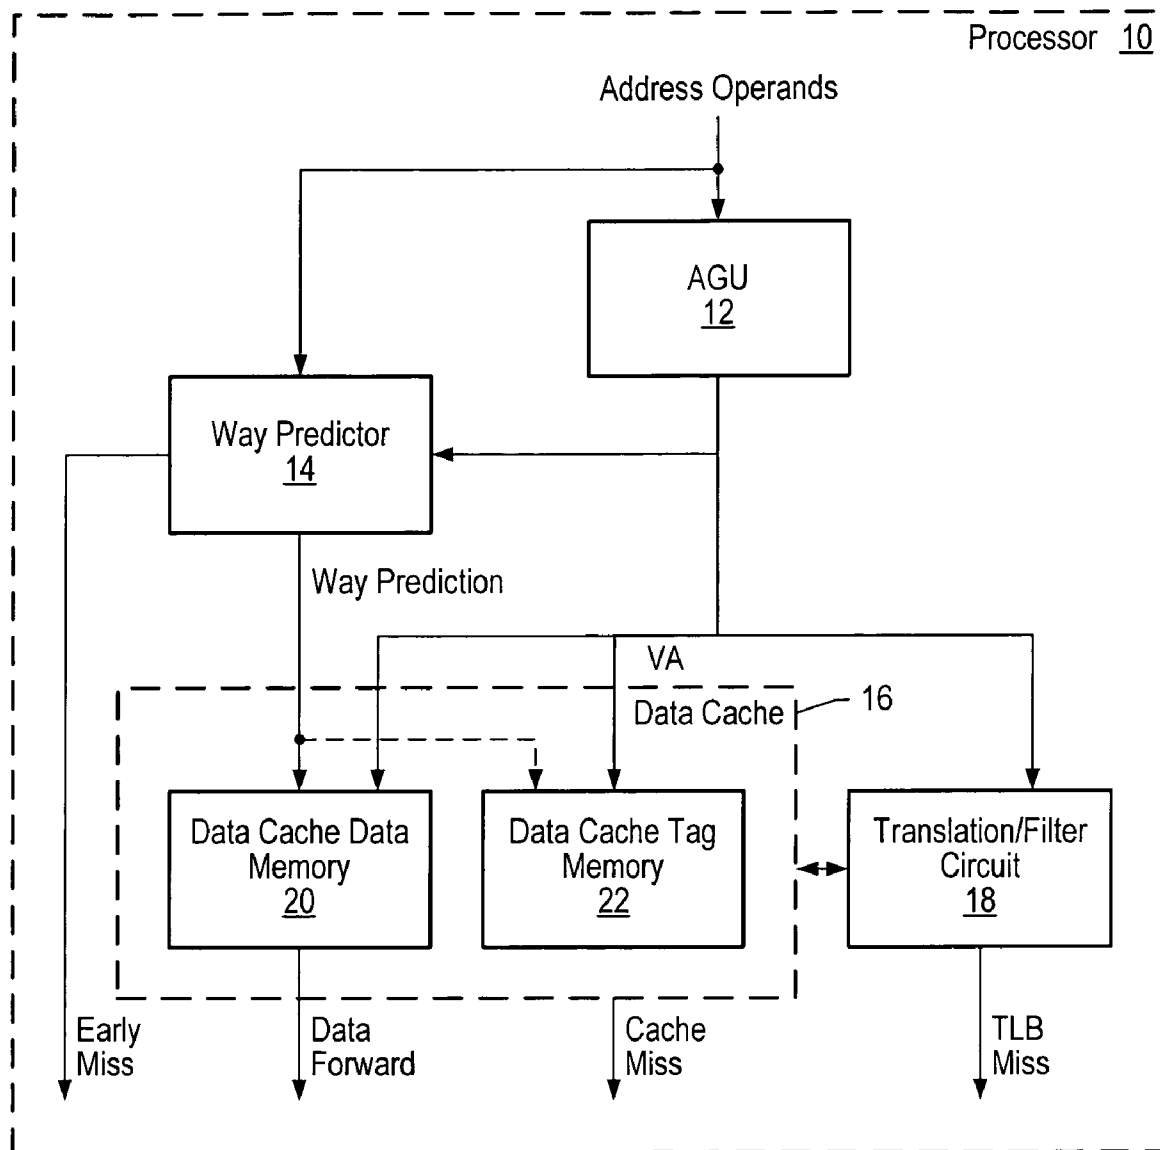 Processor 10
Address Operands
AGU
12
Way Predictor
14
Way Prediction
VA
16
Data Cache
Data Cache Data
Memory
20
Data Cache Tag
Memory
22
Translation/Filter
Circuit
18
Early
Miss
Data
Forward
Cache
Miss
TLB
Miss